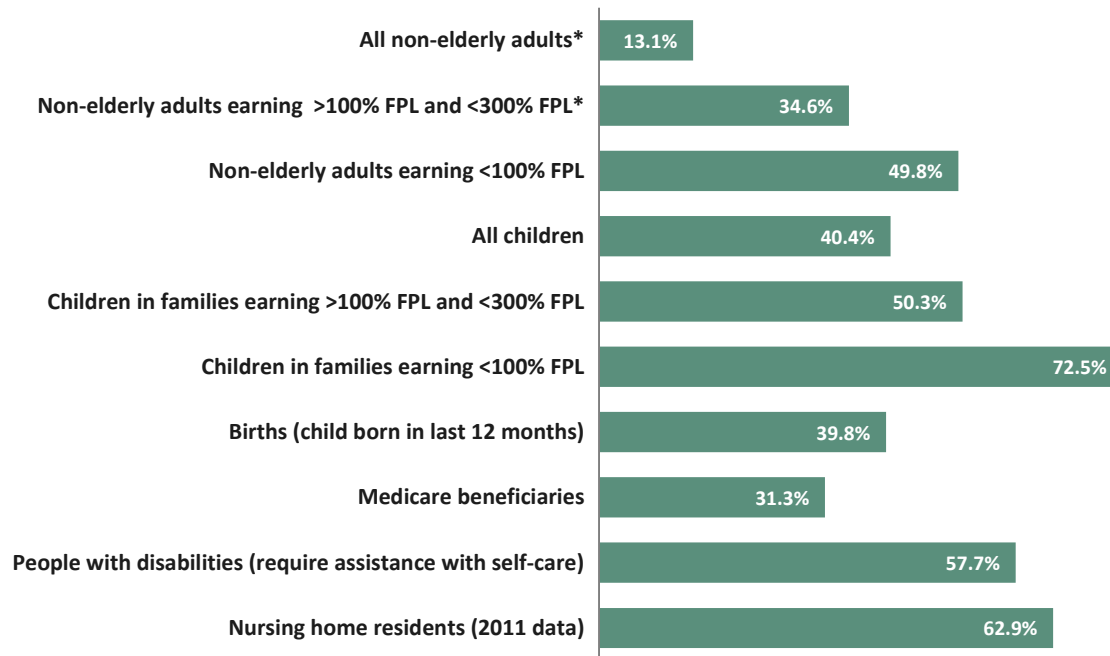 All non-elderly adults* 13.1%
Non-elderly adults earning  >100% FPL and <300% FPL* 34.6%
Non-elderly adults earning <100% FPL 49.8%
All children 40.4%
Children in families earning >100% FPL and <300% FPL 50.3%
Children in families earning <100% FPL 72.5%
Births (child born in last 12 months) 39.8%
Medicare beneficiaries 31.3%
People with disabilities (require assistance with self-care) 57.7%
Nursing home residents (2011 data) 62.9%